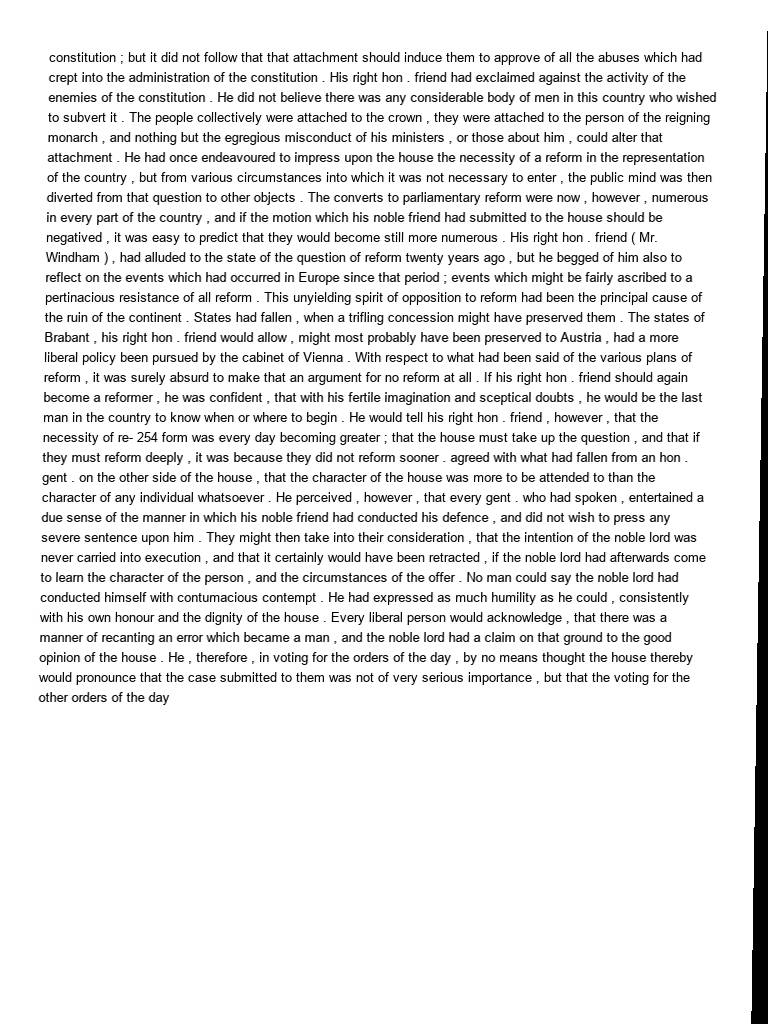 constitution ; but it did not follow that that attachment should induce them to approve of all the abuses which had
crept into the administration of the constitution . His right hon . friend had exclaimed against the activity of the
enemies of the constitution . He did not believe there was any considerable body of men in this country who wished
to subvert it . The people collectively were attached to the crown , they were attached to the person of the reigning
monarch , and nothing but the egregious misconduct of his ministers , or those about him , could alter that
attachment . He had once endeavoured to impress upon the house the necessity of a reform in the representation
of the country , but from various circumstances into which it was not necessary to enter , the public mind was then
diverted from that question to other objects . The converts to parliamentary reform were now , however , numerous
in every part of the country , and if the motion which his noble friend had submitted to the house should be
negatived , it was easy to predict that they would become still more numerous . His right hon . friend ( Mr.
Windham ) , had alluded to the state of the question of reform twenty years ago , but he begged of him also to
reflect on the events which had occurred in Europe since that period ; events which might be fairly ascribed to a
pertinacious resistance of all reform . This unyielding spirit of opposition to reform had been the principal cause of
the ruin of the continent . States had fallen , when a trifling concession might have preserved them . The states of
Brabant , his right hon . friend would allow , might most probably have been preserved to Austria , had a more
liberal policy been pursued by the cabinet of Vienna . With respect to what had been said of the various plans of
reform , it was surely absurd to make that an argument for no reform at all . If his right hon . friend should again
become a reformer , he was confident , that with his fertile imagination and sceptical doubts , he would be the last
man in the country to know when or where to begin . He would tell his right hon . friend , however , that the
necessity of re- 254 form was every day becoming greater ; that the house must take up the question , and that if
they must reform deeply , it was because they did not reform sooner . agreed with what had fallen from an hon .
gent . on the other side of the house , that the character of the house was more to be attended to than the
character of any individual whatsoever . He perceived , however , that every gent . who had spoken , entertained a
due sense of the manner in which his noble friend had conducted his defence , and did not wish to press any
severe sentence upon him . They might then take into their consideration , that the intention of the noble lord was
never carried into execution , and that it certainly would have been retracted , if the noble lord had afterwards come
to learn the character of the person , and the circumstances of the offer . No man could say the noble lord had
conducted himself with contumacious contempt . He had expressed as much humility as he could , consistently
with his own honour and the dignity of the house . Every liberal person would acknowledge , that there was a
manner of recanting an error which became a man , and the noble lord had a claim on that ground to the good
opinion of the house . He , therefore , in voting for the orders of the day , by no means thought the house thereby
would pronounce that the case submitted to them was not of very serious importance , but that the voting for the
other orders of the day